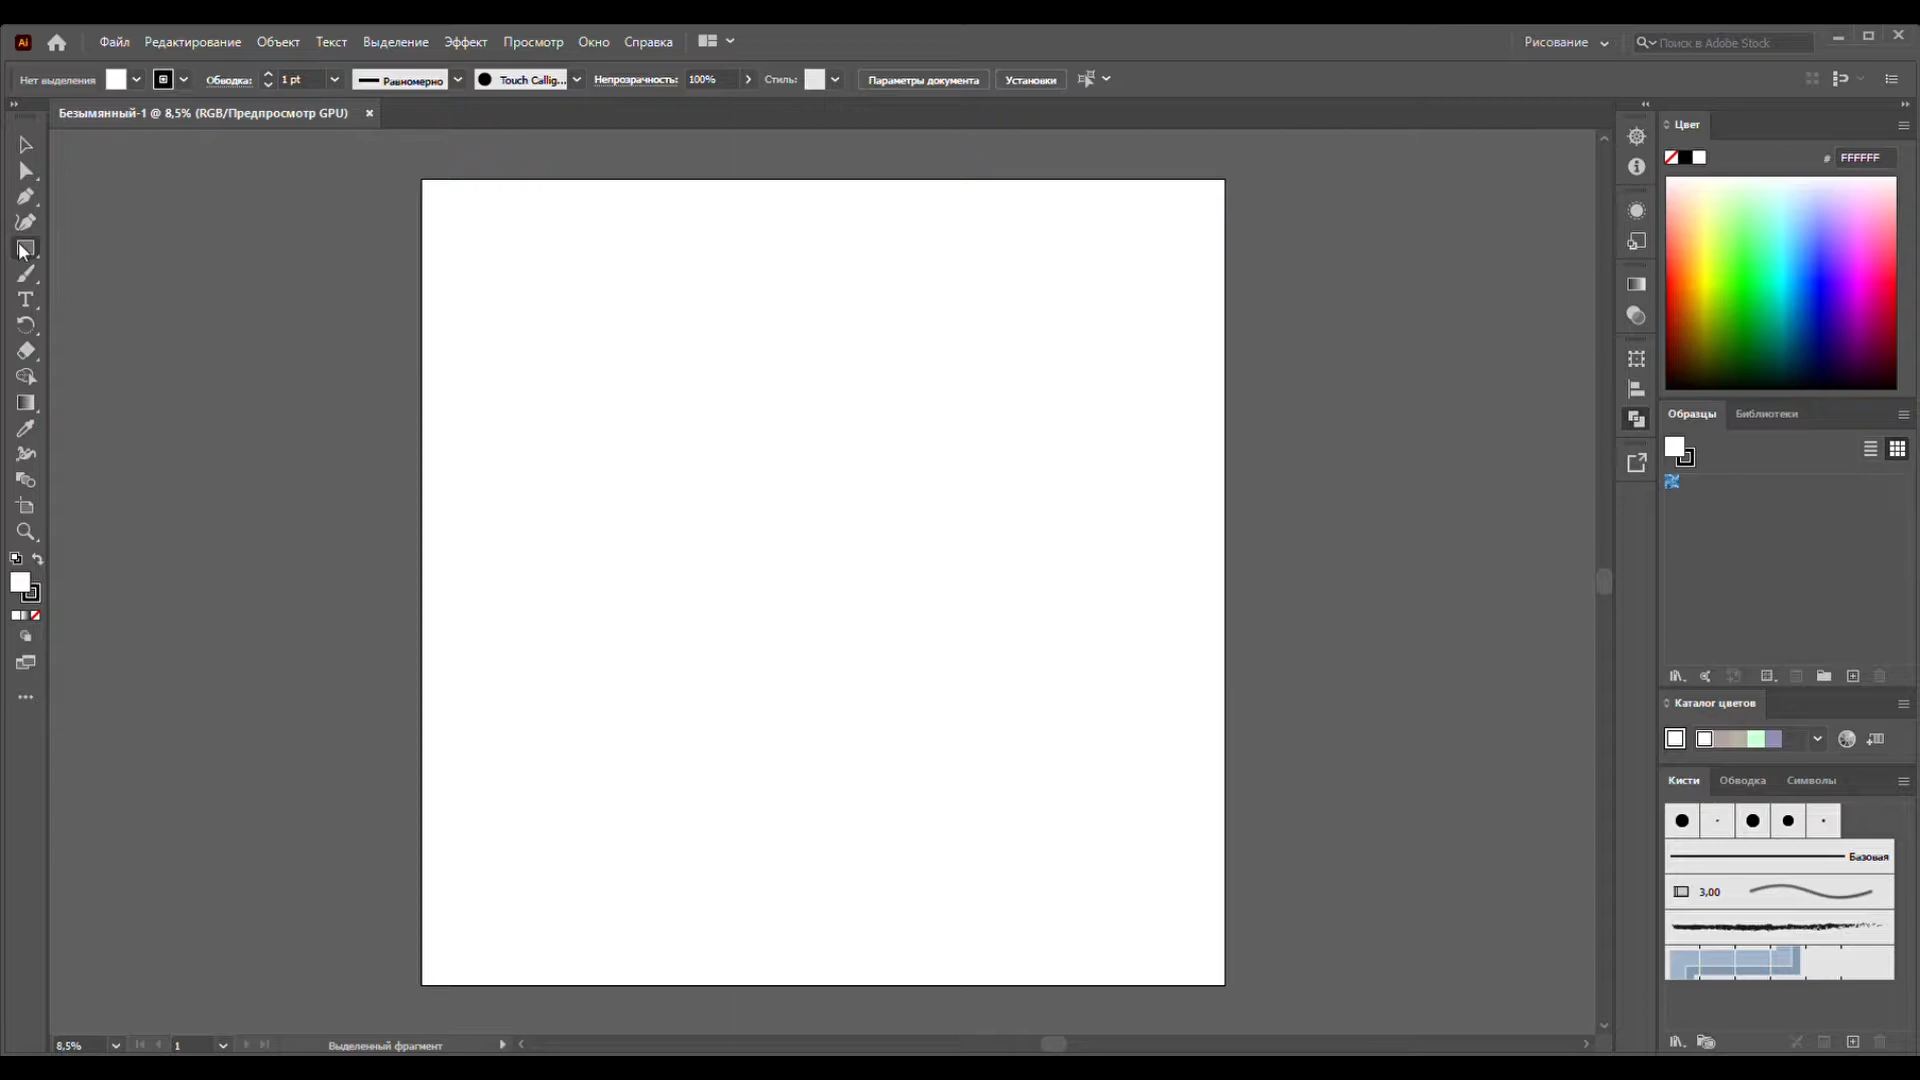 Ai
Файл Редактирование Объект Текст Выделение Эффект Просмотр Окно Справка Рисование Поиск в Adobe Stock
Нет выделения Обводка: 1 pt Равномерно Touch Callig... Непрозрачность: 100% Стиль: Параметры документа Установки
Безымянный-1 @ 8,5% (RGB/Предпросмотр GPU)
Цвет
# FFFFFF
Образцы Библиотеки
Каталог цветов
Кисти Обводка Символы
Базовая
3,00
8,5% 1 Выделенный фрагмент